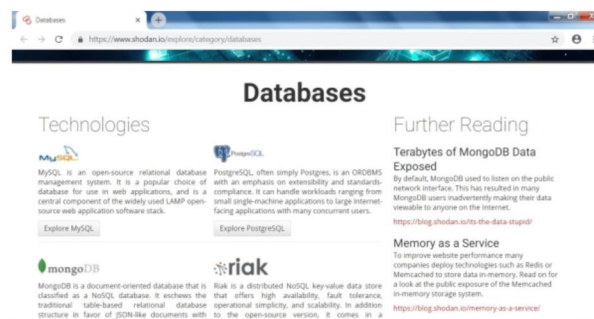 Databases
https://www.shodan.io/explore/category/databases
Databases
Technologies
MySQL
MySQL is an open-source relational database
management system. It is a popular choice of
database for use in web applications, and is a
central component of the widely used LAMP open-
source web application software stack.
Explore MySQL
PostgreSQL
PostgreSQL, often simply Postgres, is an ORDBMS
with an emphasis on extensibility and standards-
compliance. It can handle workloads ranging from
small single-machine applications to large Internet-
facing applications with many concurrent users.
Explore PostgreSQL
mongoDB
MongoDB is a document-oriented database that is
classified as a NoSQL database. It eschews the
traditional table-based relational database
structure in favor of JSON-like documents with
riak
Riak is a distributed NoSQL key-value data store
that offers high availability, fault tolerance,
operational simplicity, and scalability. In addition
to the open-source version, it comes in a
Further Reading
Terabytes of MongoDB Data
Exposed
By default, MongoDB used to listen on the public
network interface. This has resulted in many
MongoDB users inadvertently making their data
viewable to anyone on the Internet.
https://blog.shodan.io/its-the-data-stupid/
Memory as a Service
To improve website performance many
companies deploy technologies such as Redis or
Memcached to store data in-memory. Read on for
a look at the public exposure of the Memcached
in-memory storage system.
https://blog.shodan.io/memory-as-a-service/